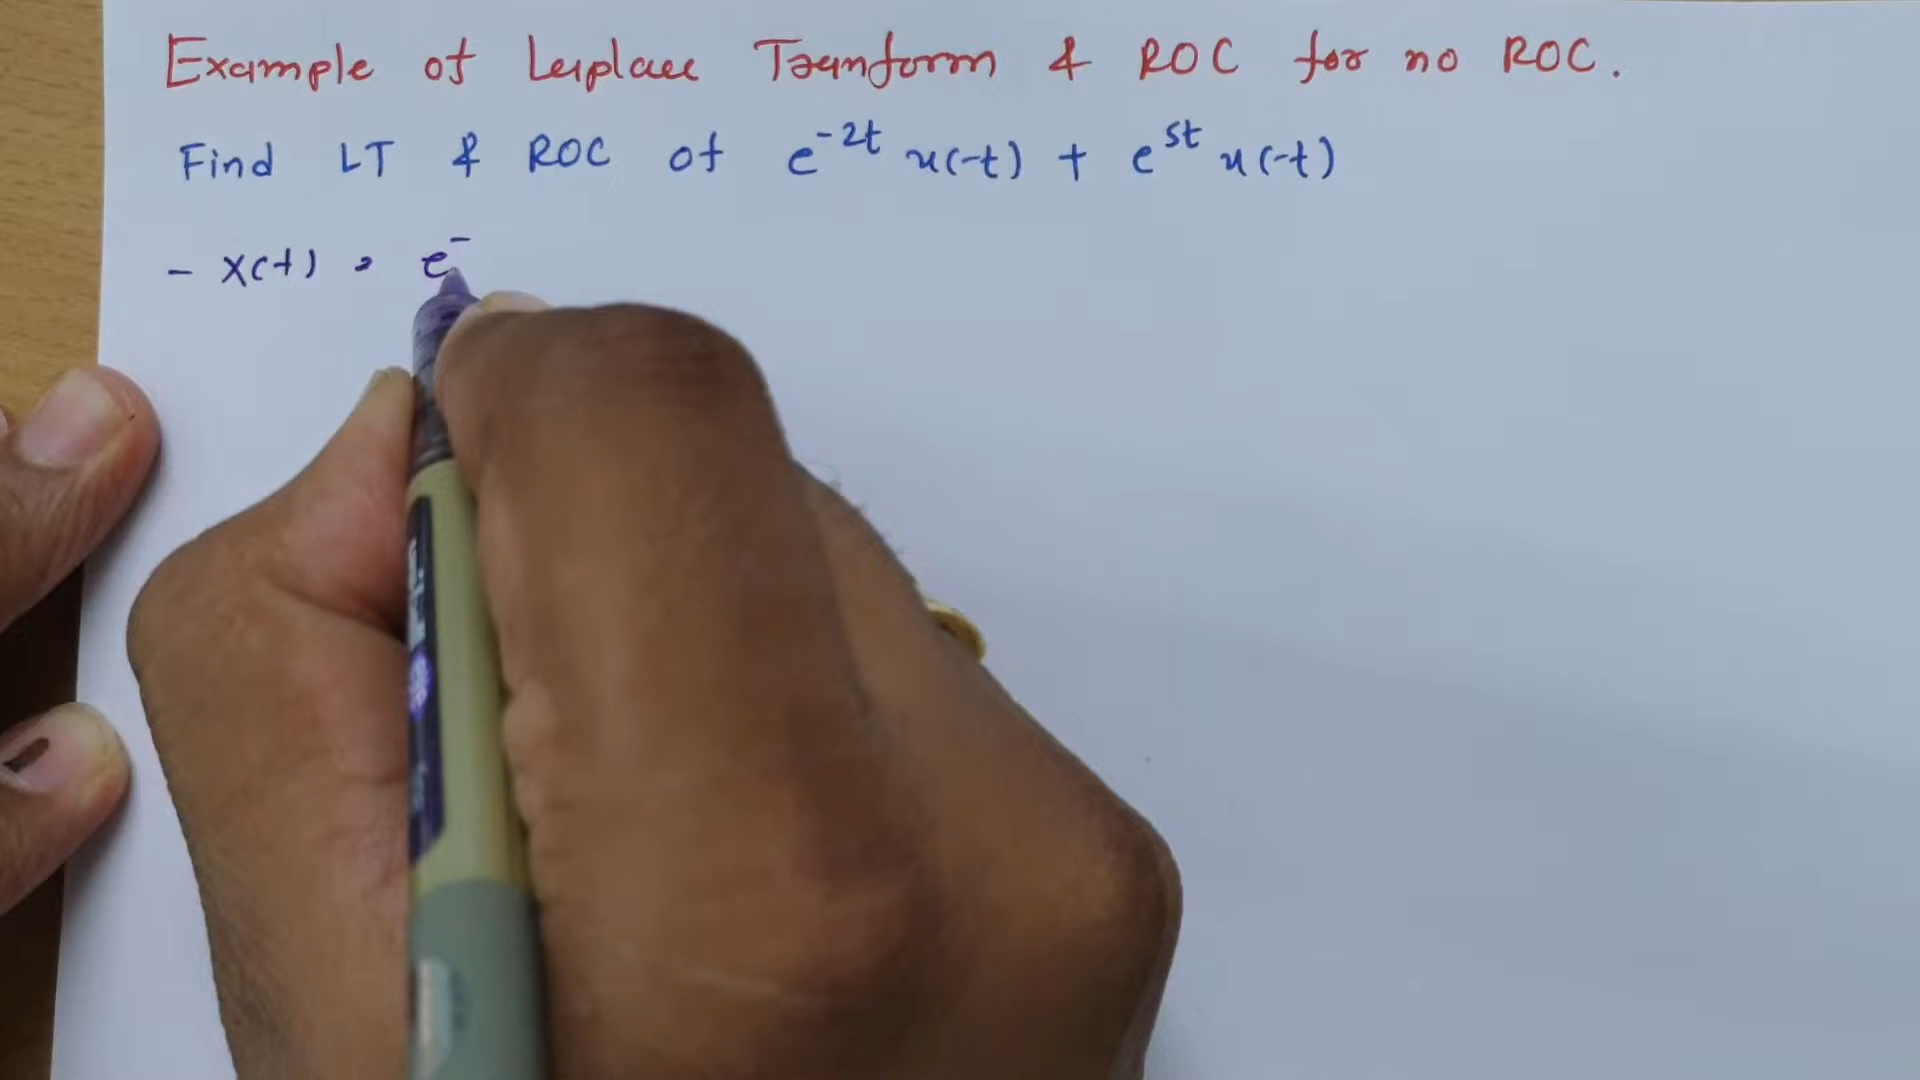 Example of Laplace Transform & ROC for no ROC.
Find LT & ROC of e^-2t u(-t) + e^5t u(-t)
- x(t) = e^-